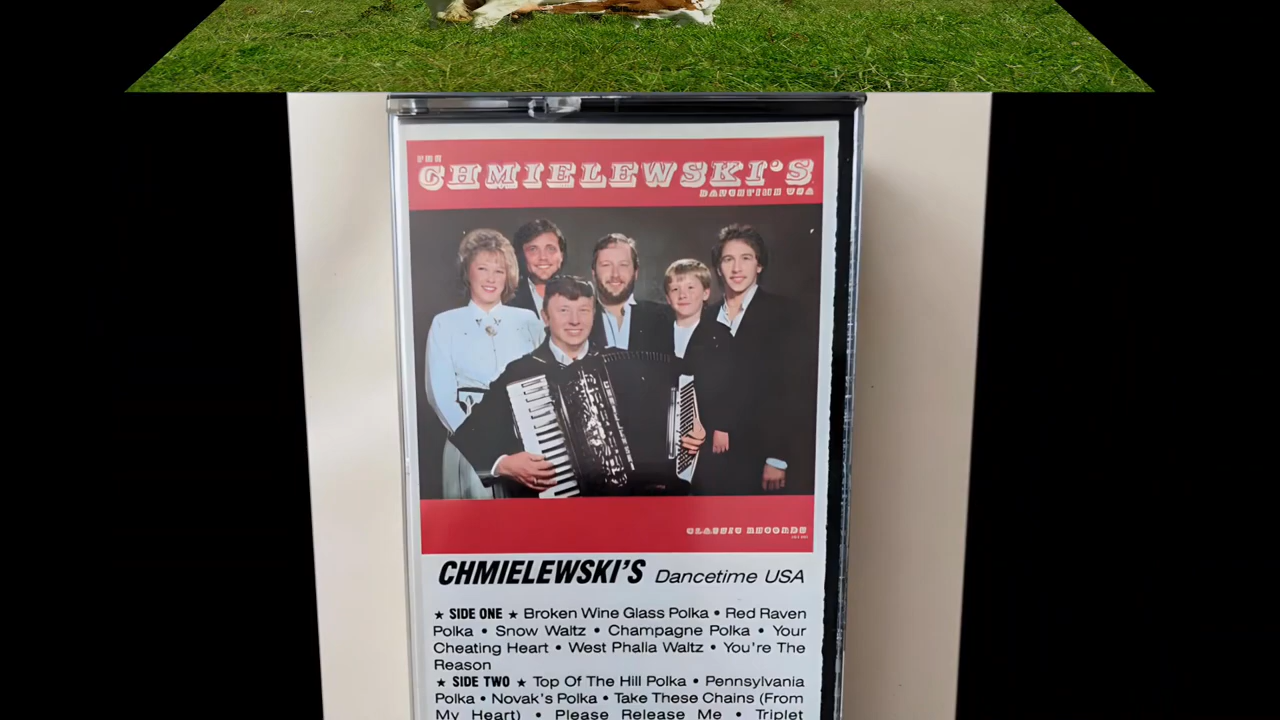 THE
CHMIELEWSKI'S
DANCETIME USA
CLASSIC RECORDS
CHMIELEWSKI'S Dancetime USA
★ SIDE ONE ★ Broken Wine Glass Polka • Red Raven
Polka • Snow Waltz • Champagne Polka • Your
Cheating Heart • West Phalia Waltz • You're The
Reason
★ SIDE TWO ★ Top Of The Hill Polka • Pennsylvania
Polka • Novak's Polka • Take These Chains (From
My Heart) • Please Release Me • Triplet